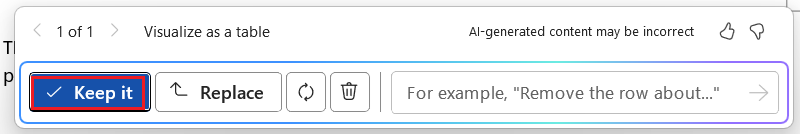 1 of 1 Visualize as a table AI-generated content may be incorrect
Keep it Replace For example, "Remove the row about..."